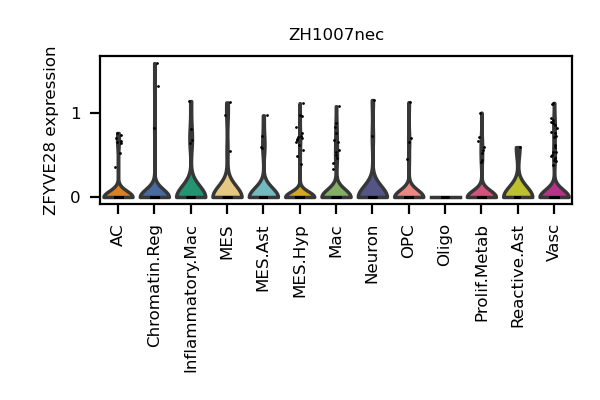 ZH1007nec
ZFYVE28 expression
1
0
AC
Chromatin.Reg
Inflammatory.Mac
MES
MES.Ast
MES.Hyp
Mac
Neuron
OPC
Oligo
Prolif.Metab
Reactive.Ast
Vasc